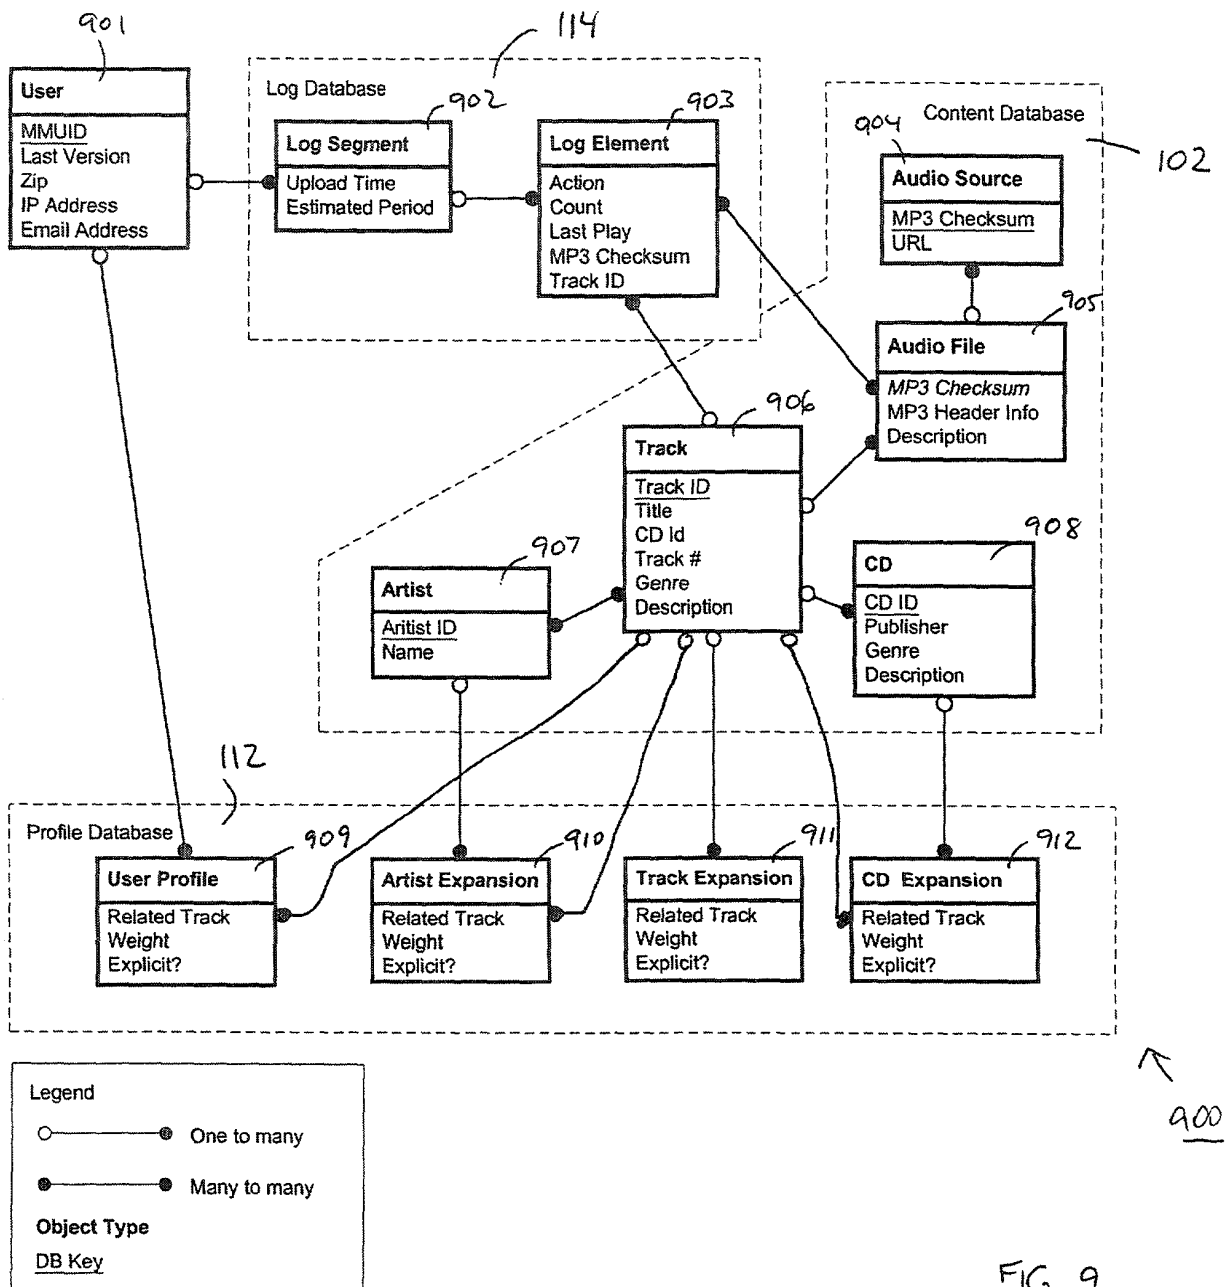 901
114
User
MMUID
Last Version
Zip
IP Address
Email Address
Log Database
902
Log Segment
Upload Time
Estimated Period
903
Log Element
Action
Count
Last Play
MP3 Checksum
Track ID
Content Database
102
904
Audio Source
MP3 Checksum
URL
905
Audio File
MP3 Checksum
MP3 Header Info
Description
906
Track
Track ID
Title
CD Id
Track #
Genre
Description
907
Artist
Aritist ID
Name
908
CD
CD ID
Publisher
Genre
Description
112
Profile Database
909
User Profile
Related Track
Weight
Explicit?
910
Artist Expansion
Related Track
Weight
Explicit?
911
Track Expansion
Related Track
Weight
Explicit?
912
CD Expansion
Related Track
Weight
Explicit?
900
Legend
One to many
Many to many
Object Type
DB Key
FIG. 9